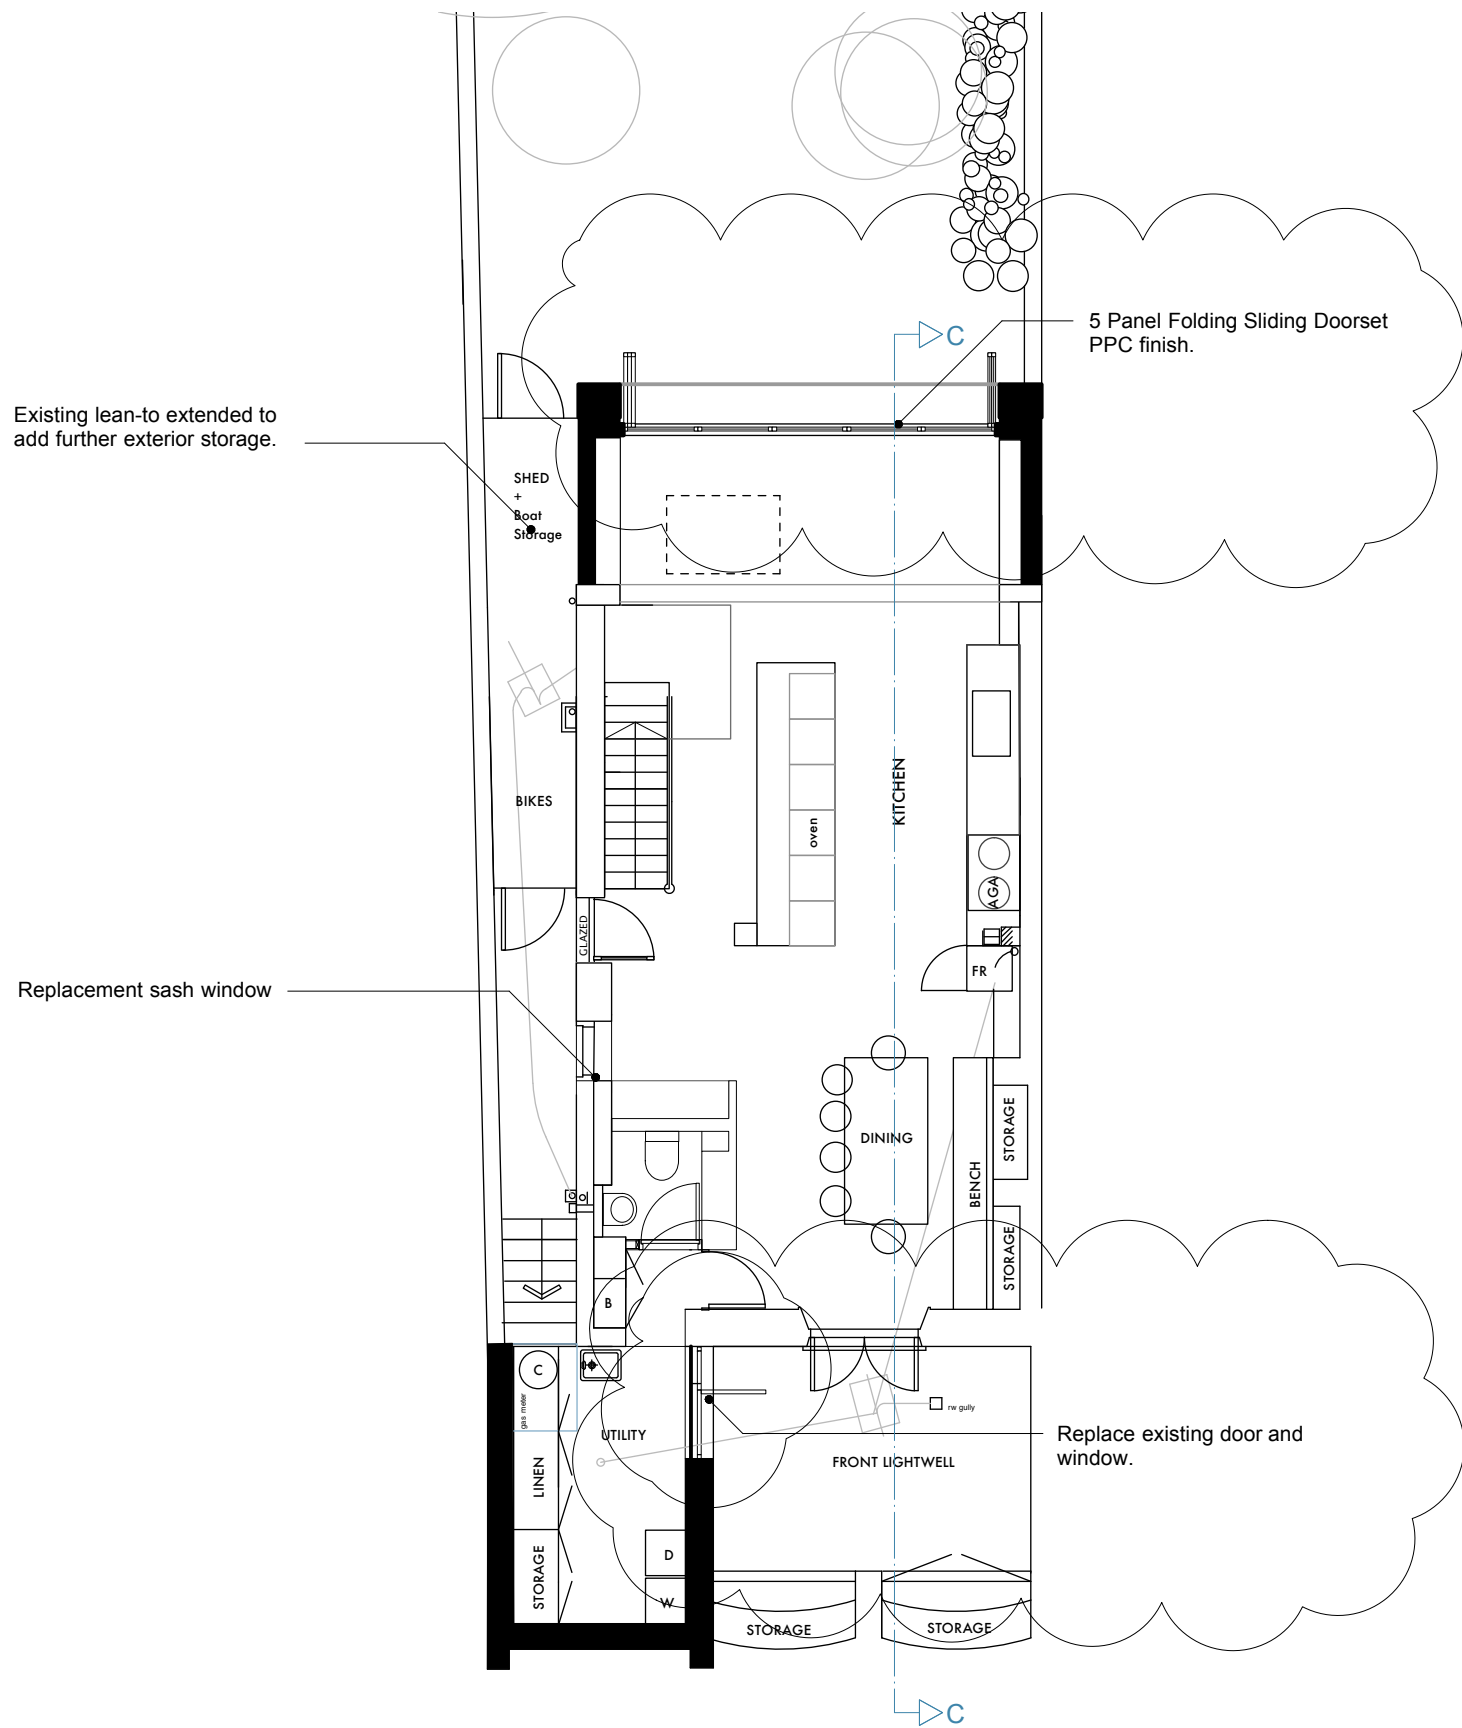 C
5 Panel Folding Sliding Doorset
PPC finish.
Existing lean-to extended to
add further exterior storage.
SHED
+
Boat
Storage
KITCHEN
BIKES
oven
AGA
GLAZED
FR
Replacement sash window
DINING
STORAGE
BENCH
STORAGE
B
C
gas meter
rw gully
UTILITY
Replace existing door and
window.
FRONT LIGHTWELL
LINEN
D
STORAGE
W
STORAGE
STORAGE
C